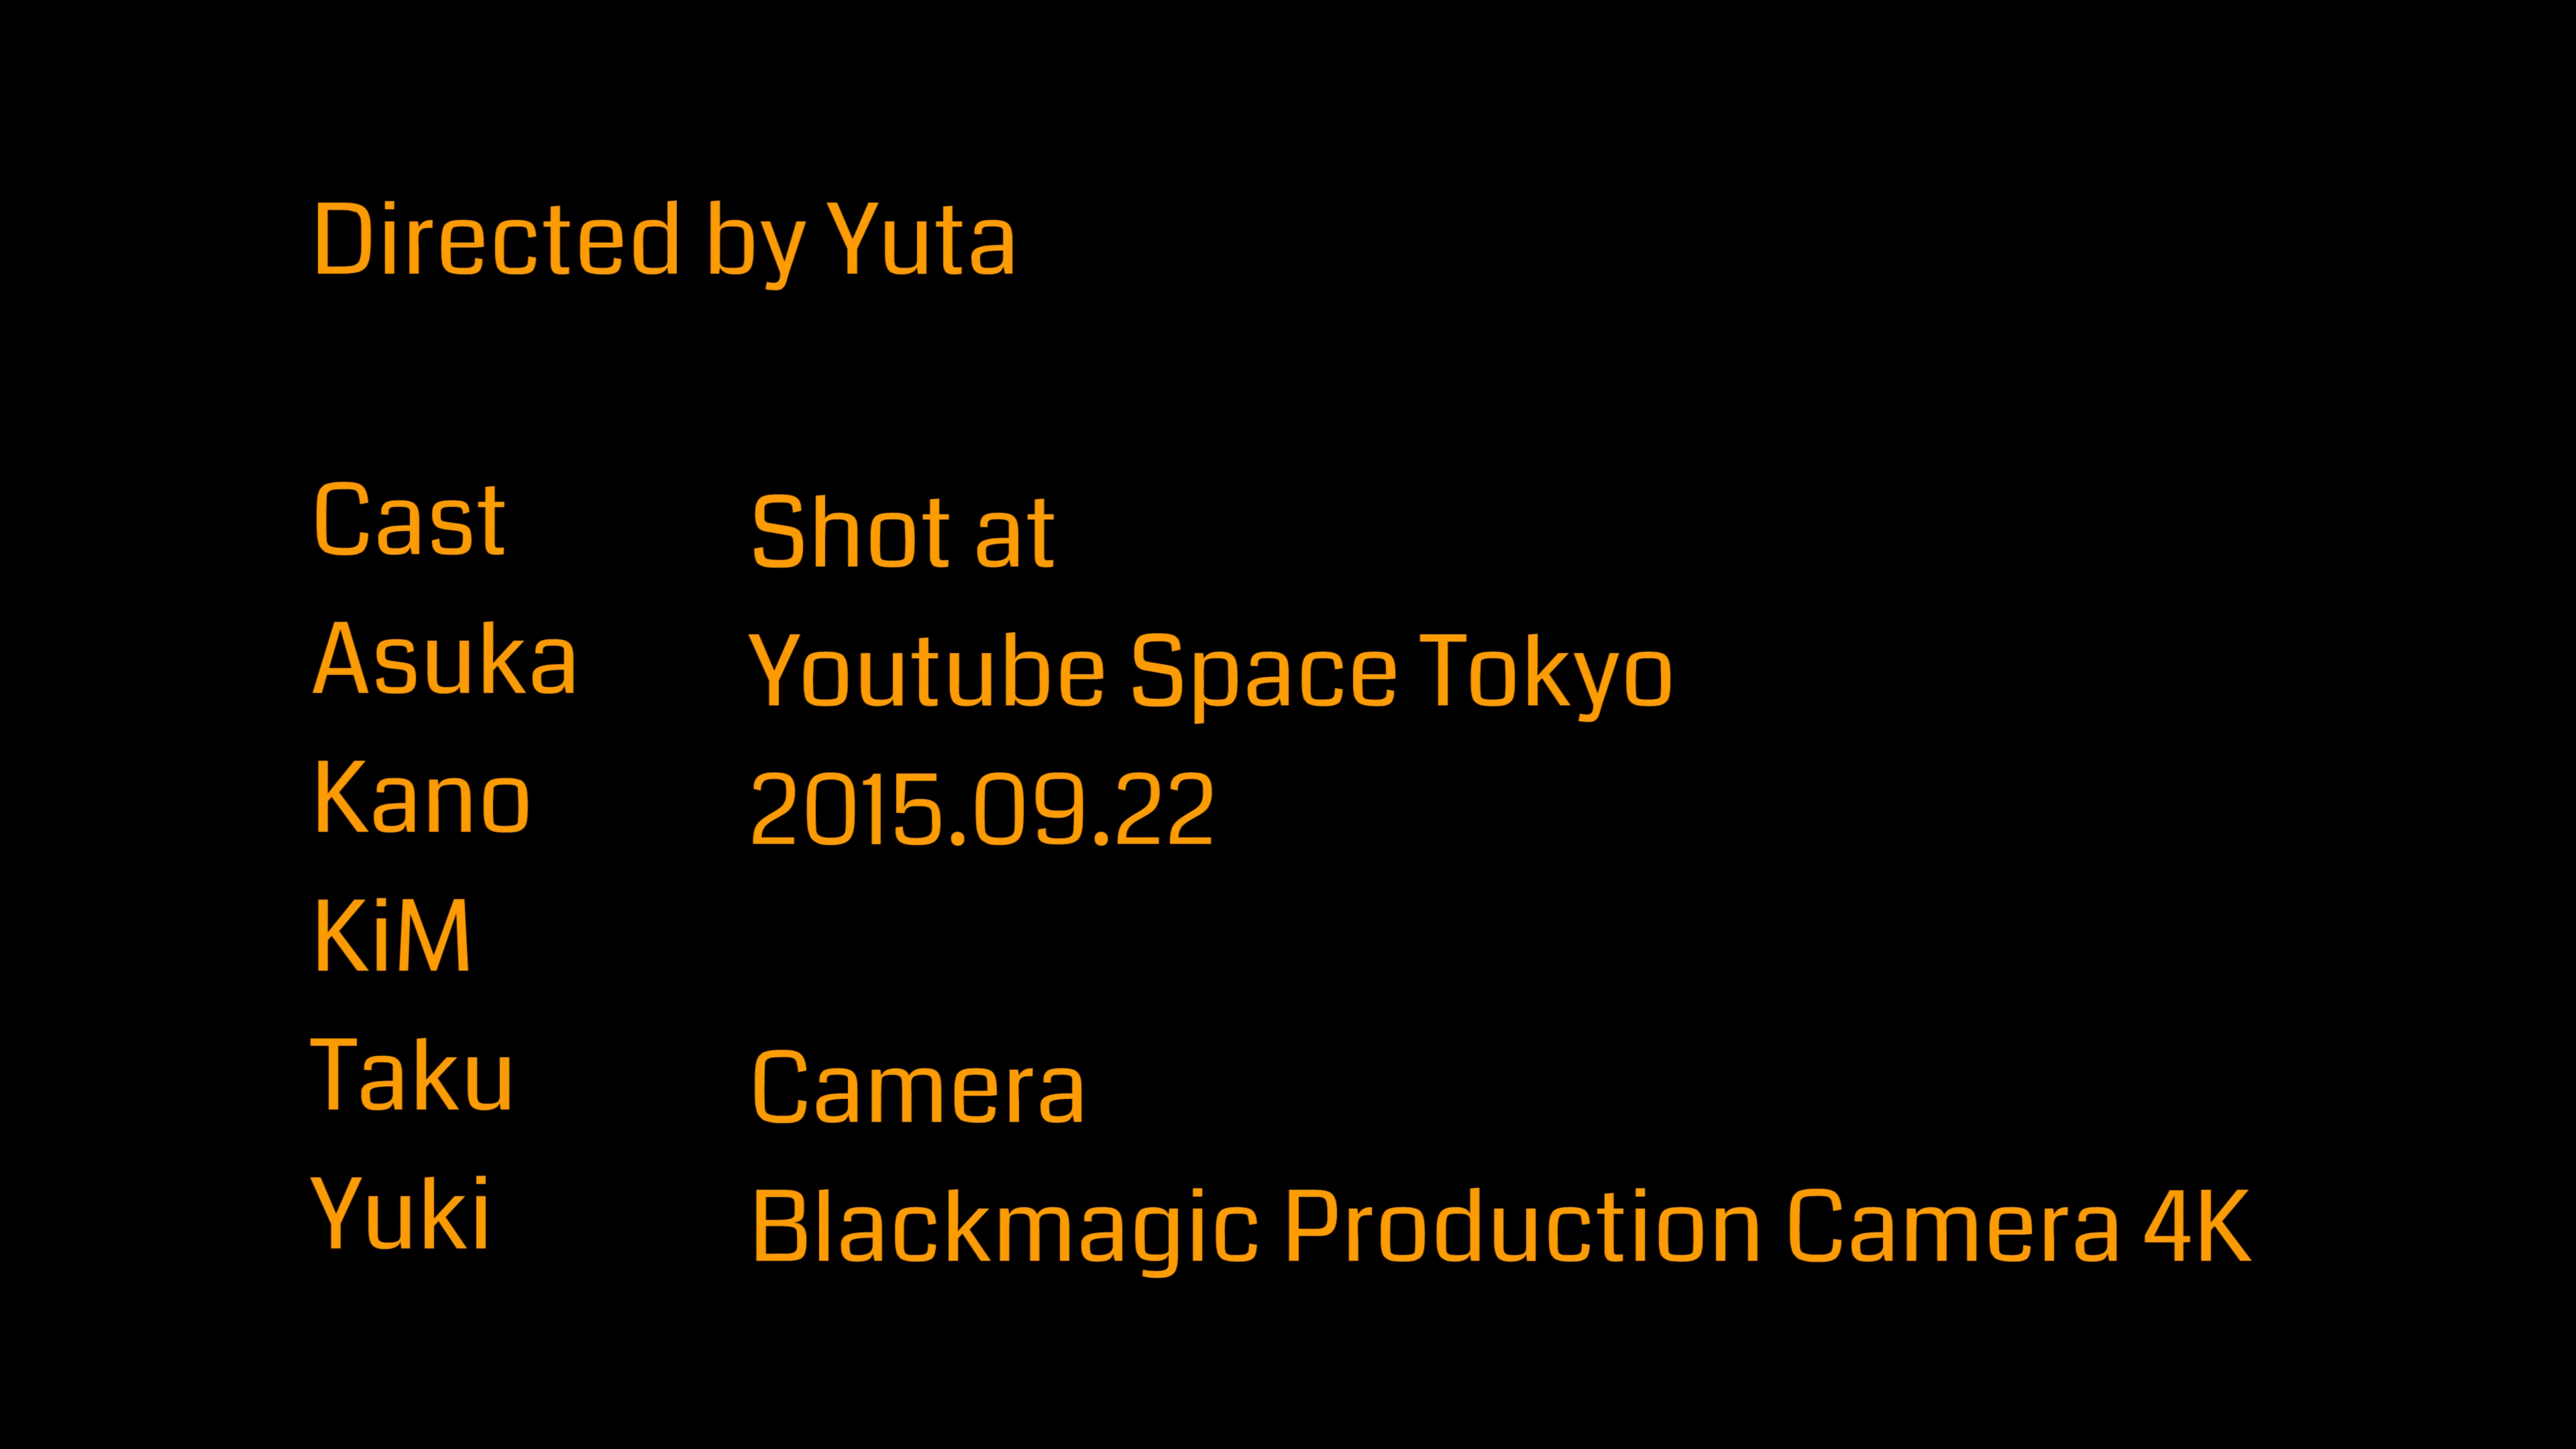 Directed by Yuta
Cast
Asuka
Kano
KiM
Taku
Yuki
Shot at
Youtube Space Tokyo
2015.09.22
Camera
Blackmagic Production Camera 4K